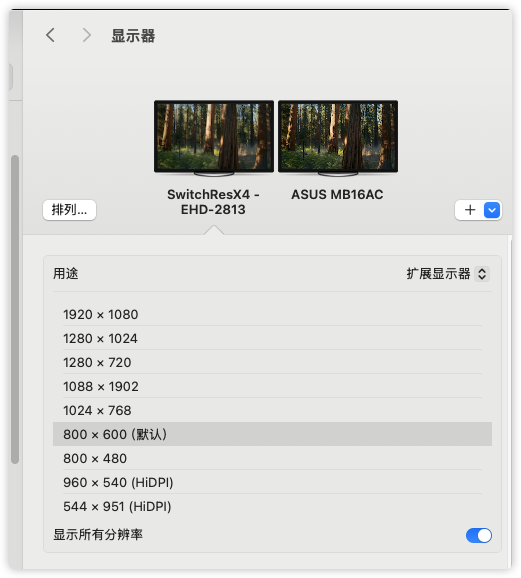 显示器
SwitchResX4 -
EHD-2813
ASUS MB16AC
排列...
用途
扩展显示器
1920 × 1080
1280 × 1024
1280 × 720
1088 × 1902
1024 × 768
800 × 600 (默认)
800 × 480
960 × 540 (HiDPI)
544 × 951 (HiDPI)
显示所有分辨率